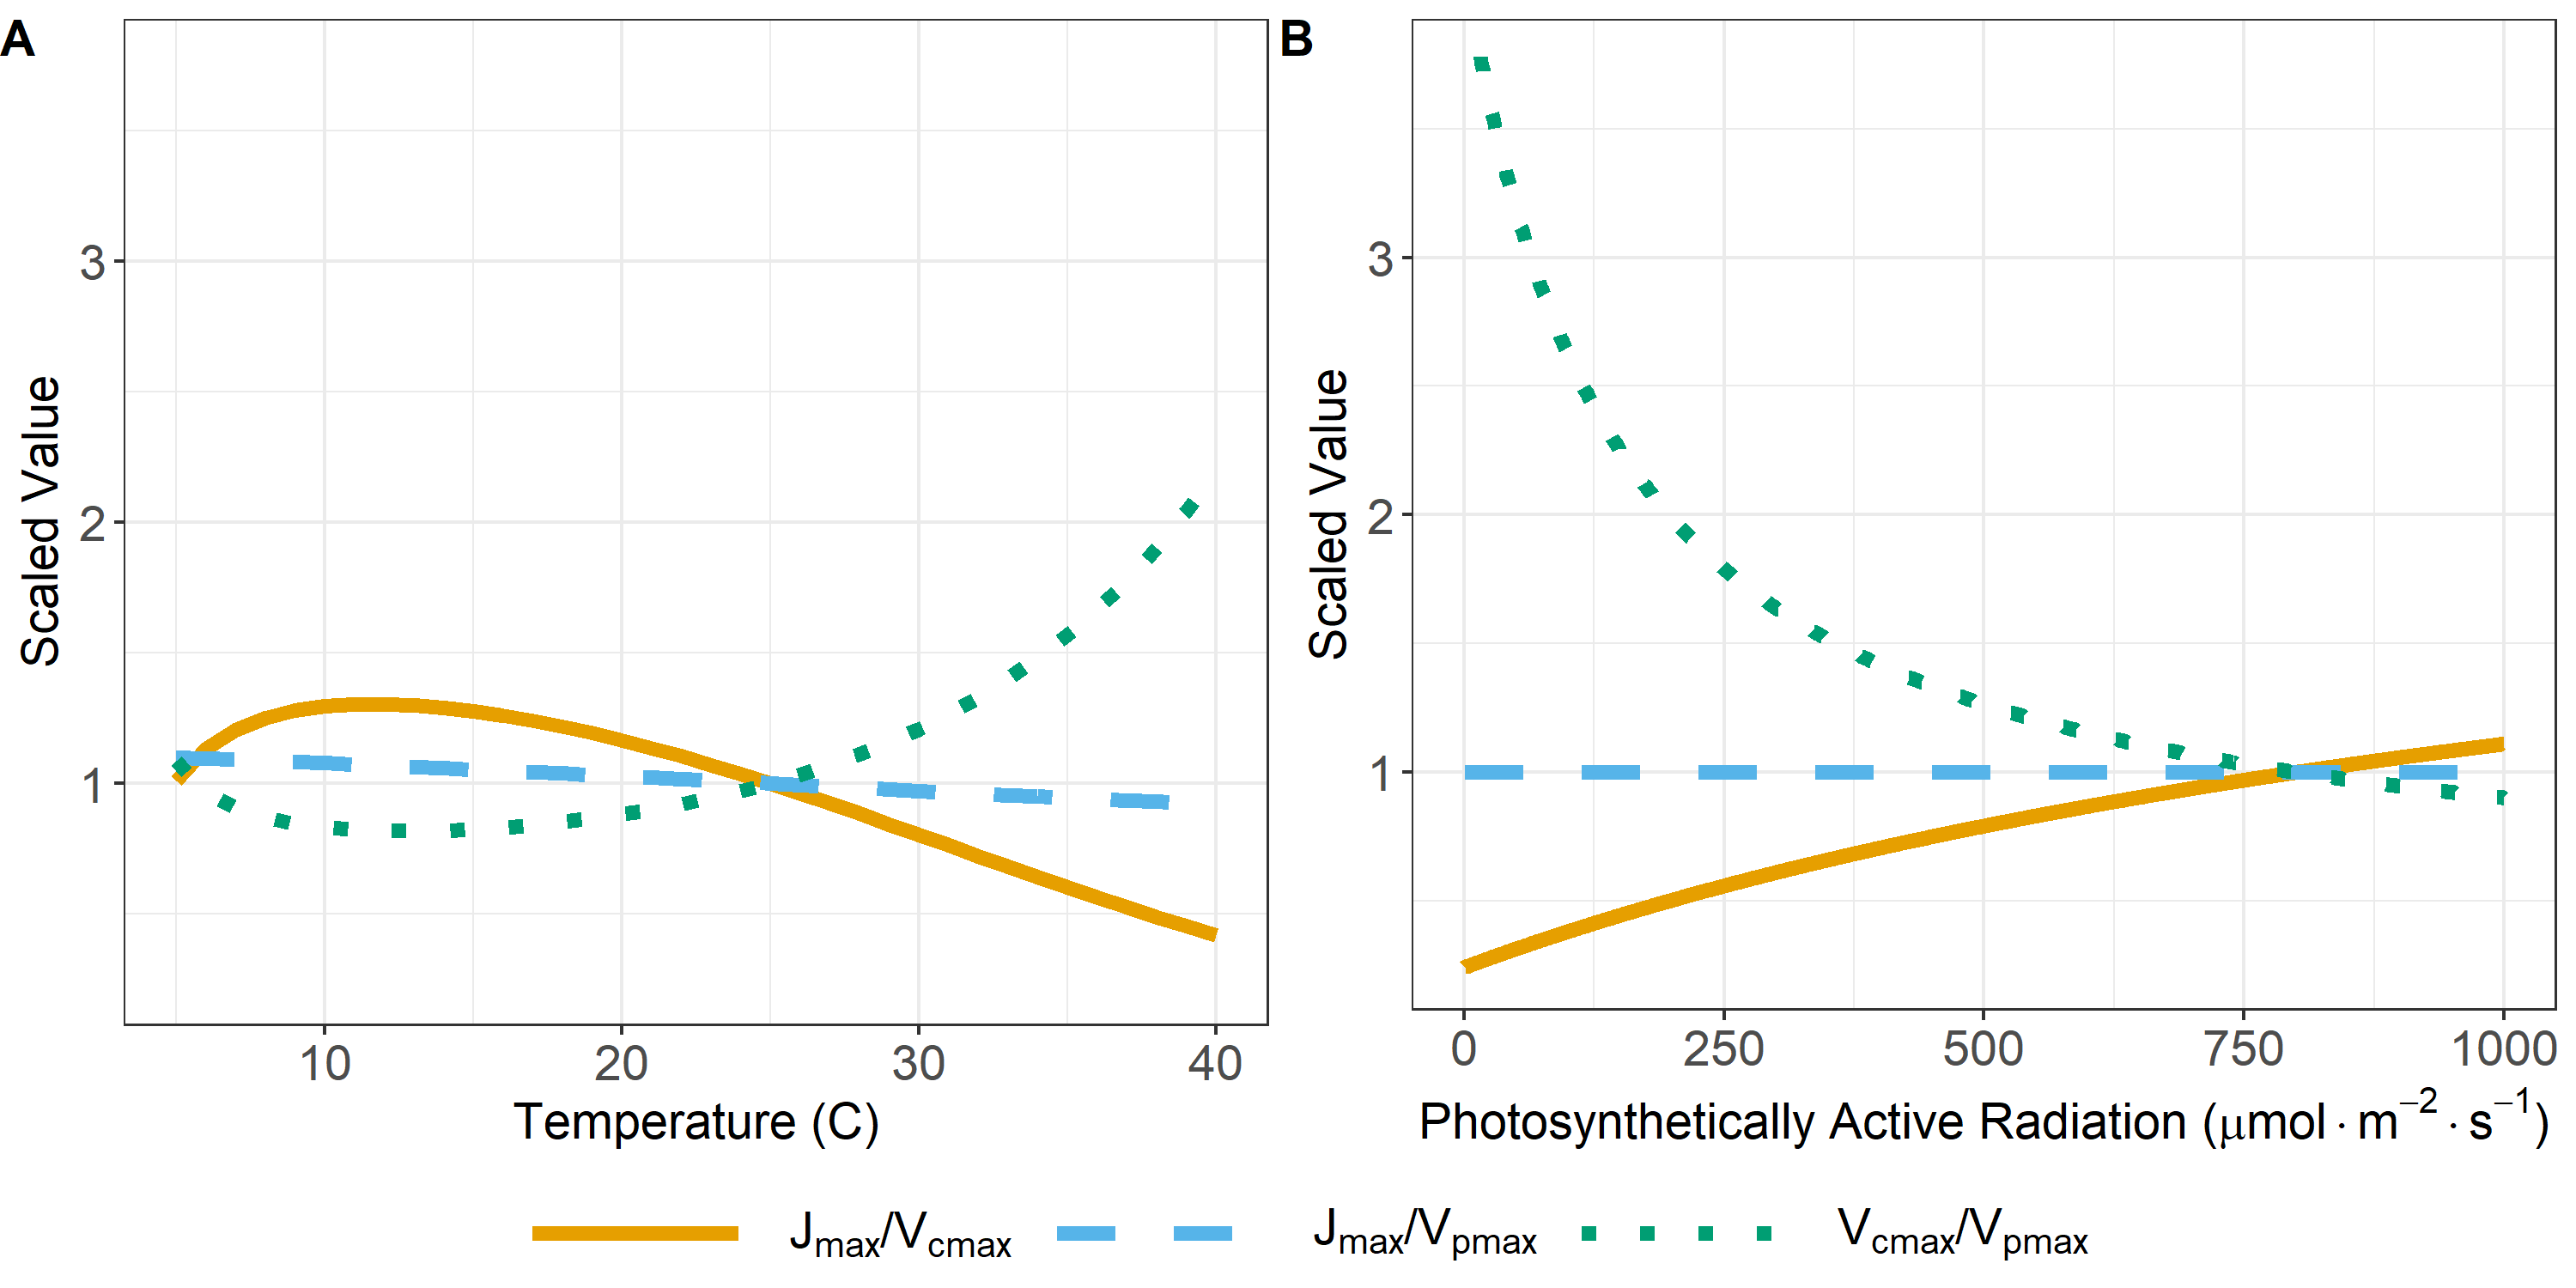 A
B
Scaled Value
3
2
1
10 20 30 40
Temperature (C)
Scaled Value
3
2
1
0 250 500 750 1000
Photosynthetically Active Radiation (μmol · m⁻² · s⁻¹)
Jmax/Vcmax Jmax/Vpmax Vcmax/Vpmax